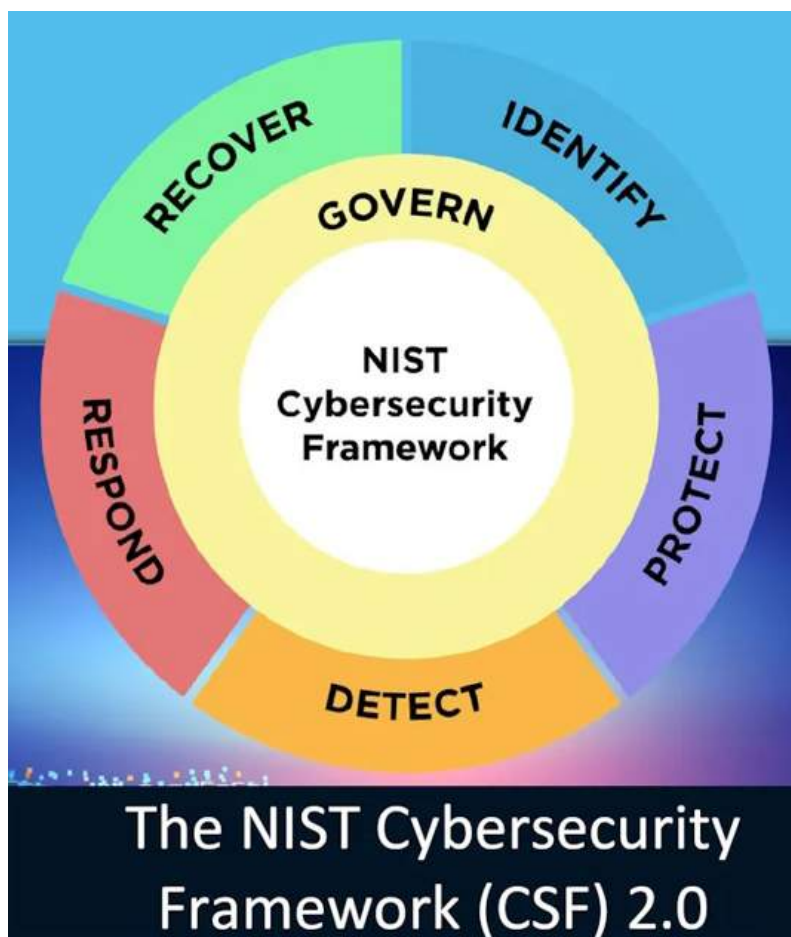 RECOVER
IDENTIFY
GOVERN
NIST
Cybersecurity
Framework
RESPOND
PROTECT
DETECT
The NIST Cybersecurity
Framework (CSF) 2.0